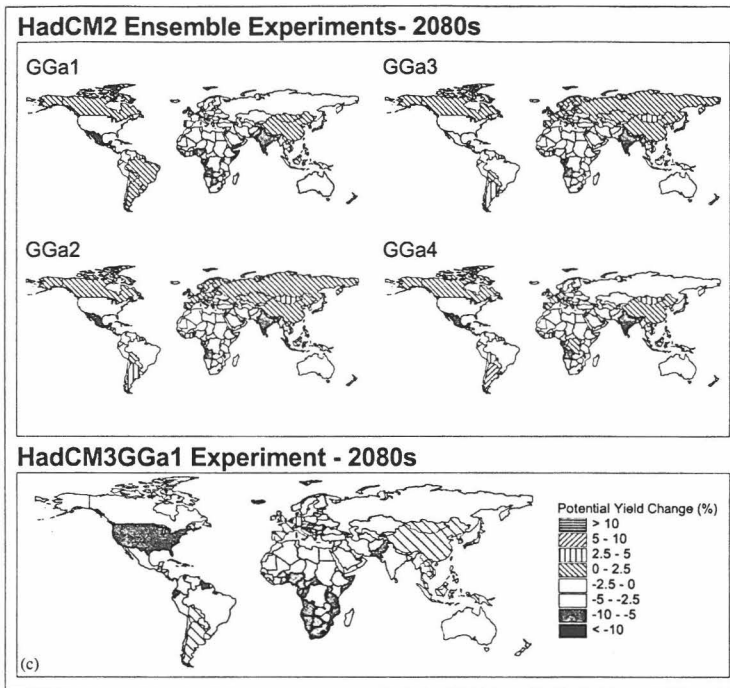 HadCM2 Ensemble Experiments- 2080s
GGa1
GGa3
GGa2
GGa4
HadCM3GGa1 Experiment - 2080s
Potential Yield Change (%)
> 10
5 - 10
2.5 - 5
0 - 2.5
-2.5 - 0
-5 - -2.5
-10 - -5
< -10
(c)